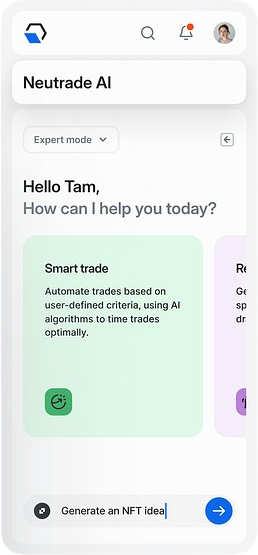 Neutrade AI
Expert mode
Hello Tam,
How can I help you today?
Smart trade
Automate trades based on
user-defined criteria, using AI
algorithms to time trades
optimally.
Re
Ge
sp
dr
Generate an NFT idea